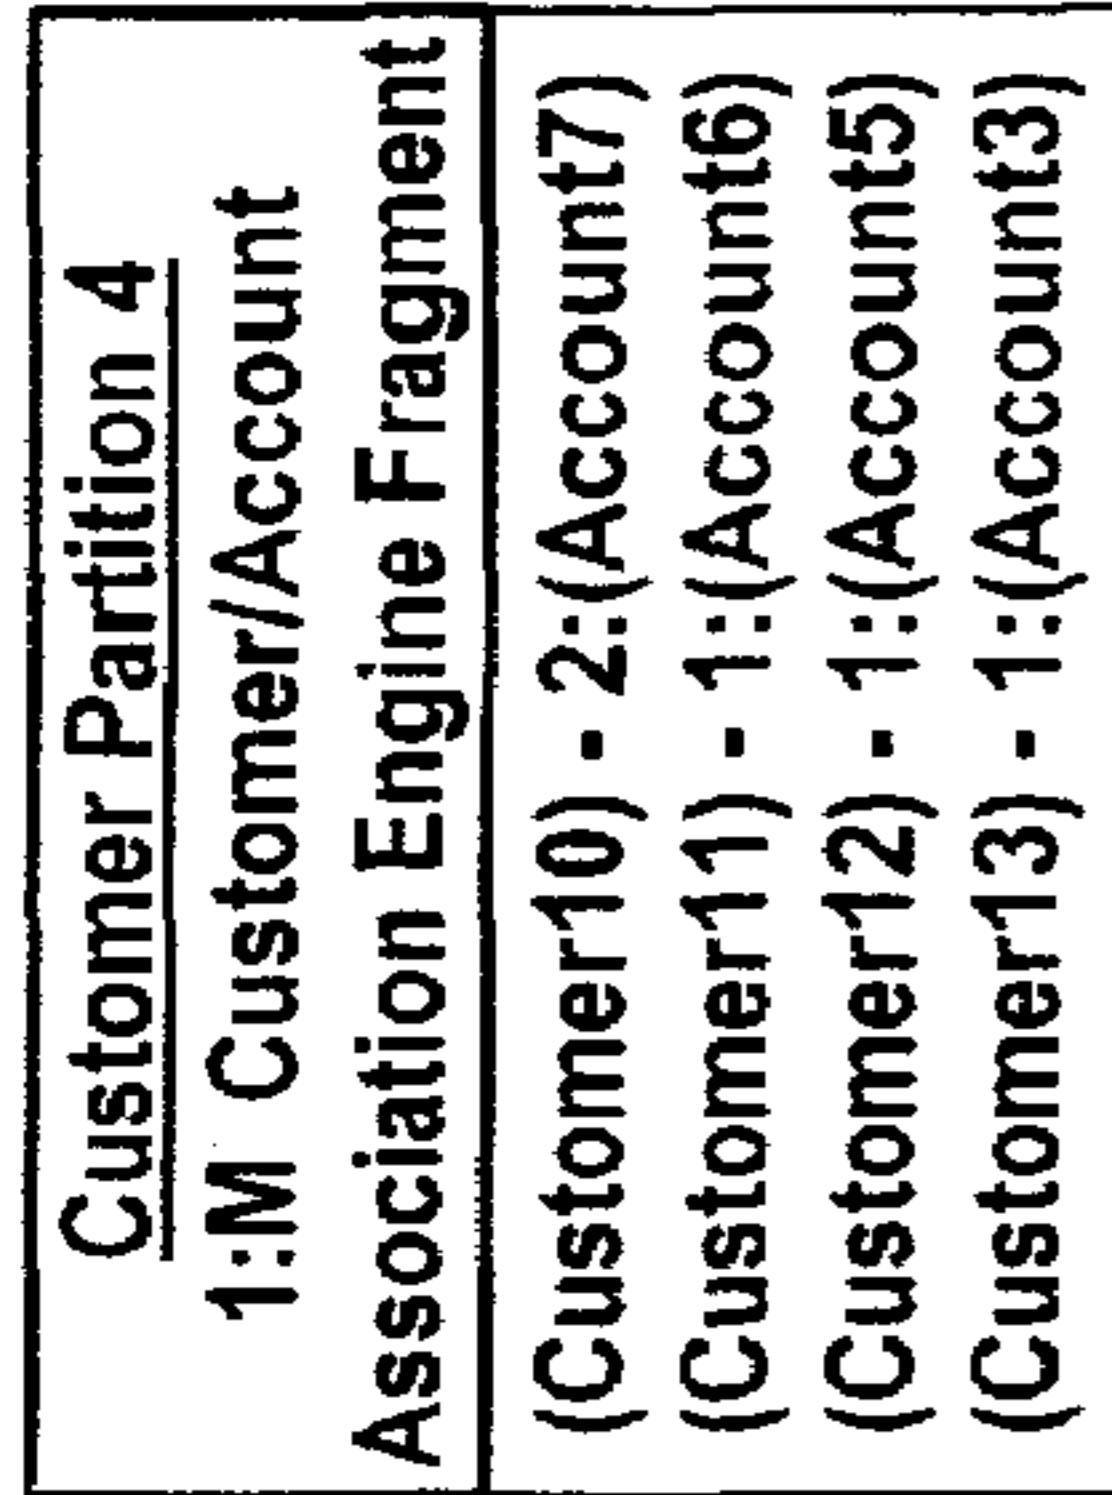 Customer Partition 4
1:M Customer/Account
Association Engine Fragment
(Customer10) - 2:(Account7)
(Customer11) - 1:(Account6)
(Customer12) - 1:(Account5)
(Customer13) - 1:(Account3)